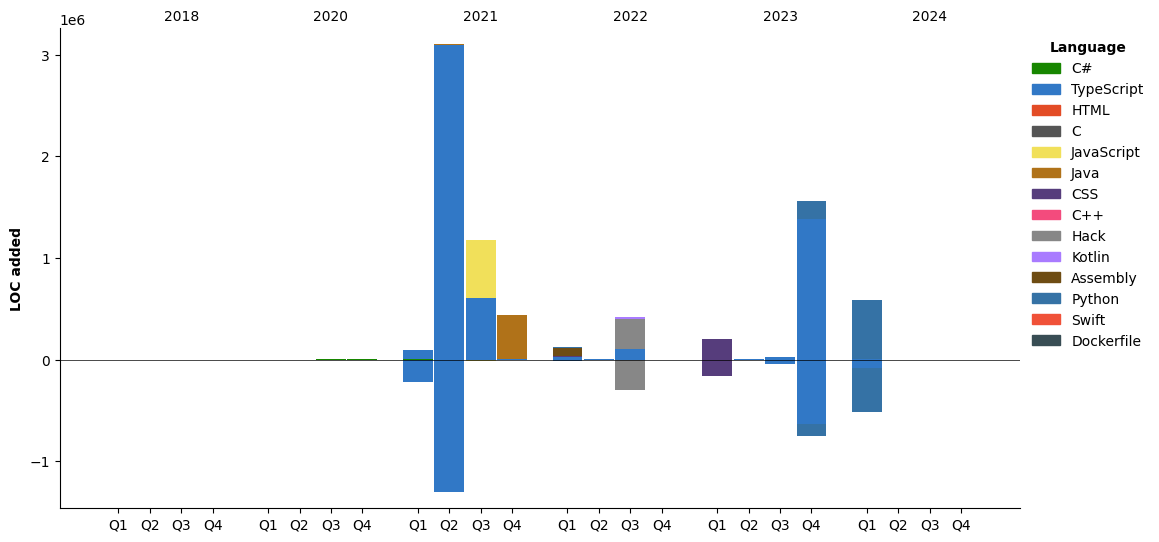 1e6
2018 2020 2021 2022 2023 2024
LOC added
3
2
1
0
−1
Q1 Q2 Q3 Q4 Q1 Q2 Q3 Q4 Q1 Q2 Q3 Q4 Q1 Q2 Q3 Q4 Q1 Q2 Q3 Q4 Q1 Q2 Q3 Q4
Language
C#
TypeScript
HTML
C
JavaScript
Java
CSS
C++
Hack
Kotlin
Assembly
Python
Swift
Dockerfile